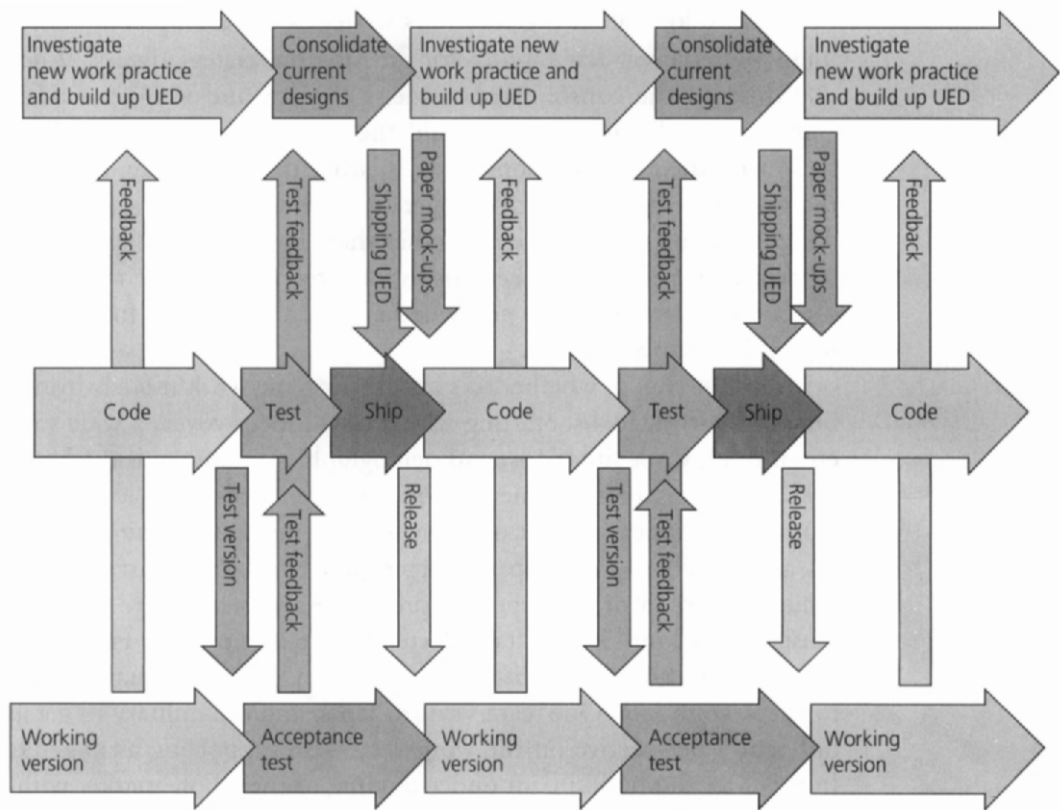 Investigate
new work practice
and build up UED
Consolidate
current
designs
Investigate new
work practice and
build up UED
Consolidate
current
designs
Investigate new
work practice
and build up UED
Feedback
Test feedback
Shipping UED
Paper mock-ups
Feedback
Test feedback
Shipping UED
Paper mock-ups
Feedback
Code
Test
Ship
Code
Test
Ship
Code
Test version
Test feedback
Release
Test version
Test feedback
Release
Working
version
Acceptance
test
Working
version
Acceptance
test
Working
version